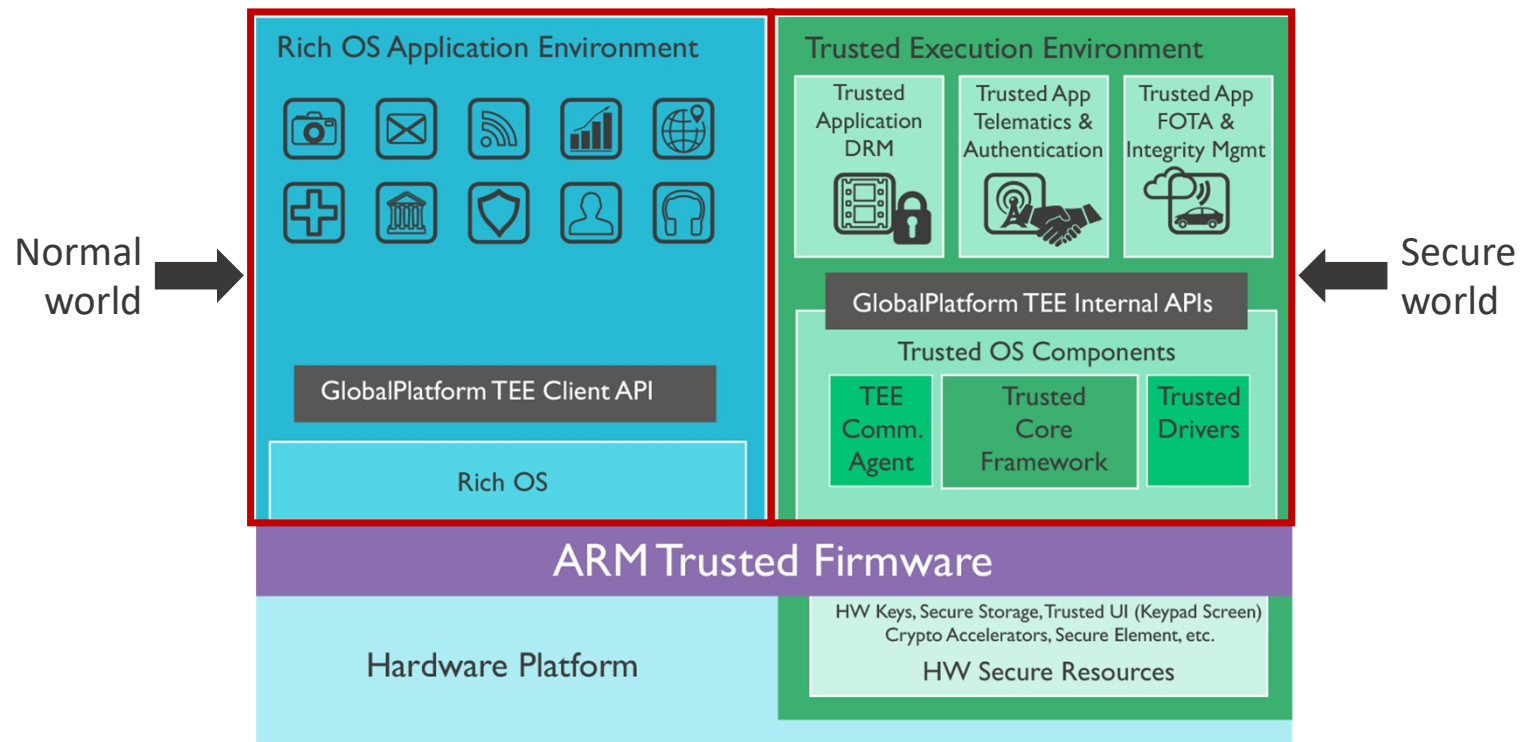 Normal
world
Rich OS Application Environment
GlobalPlatform TEE Client API
Rich OS
Trusted Execution Environment
Trusted
Application
DRM
Trusted App
Telematics &
Authentication
Trusted App
FOTA &
Integrity Mgmt
GlobalPlatform TEE Internal APIs
Trusted OS Components
TEE
Comm.
Agent
Trusted
Core
Framework
Trusted
Drivers
Secure
world
ARM Trusted Firmware
Hardware Platform
HW Keys, Secure Storage, Trusted UI (Keypad Screen)
Crypto Accelerators, Secure Element, etc.
HW Secure Resources